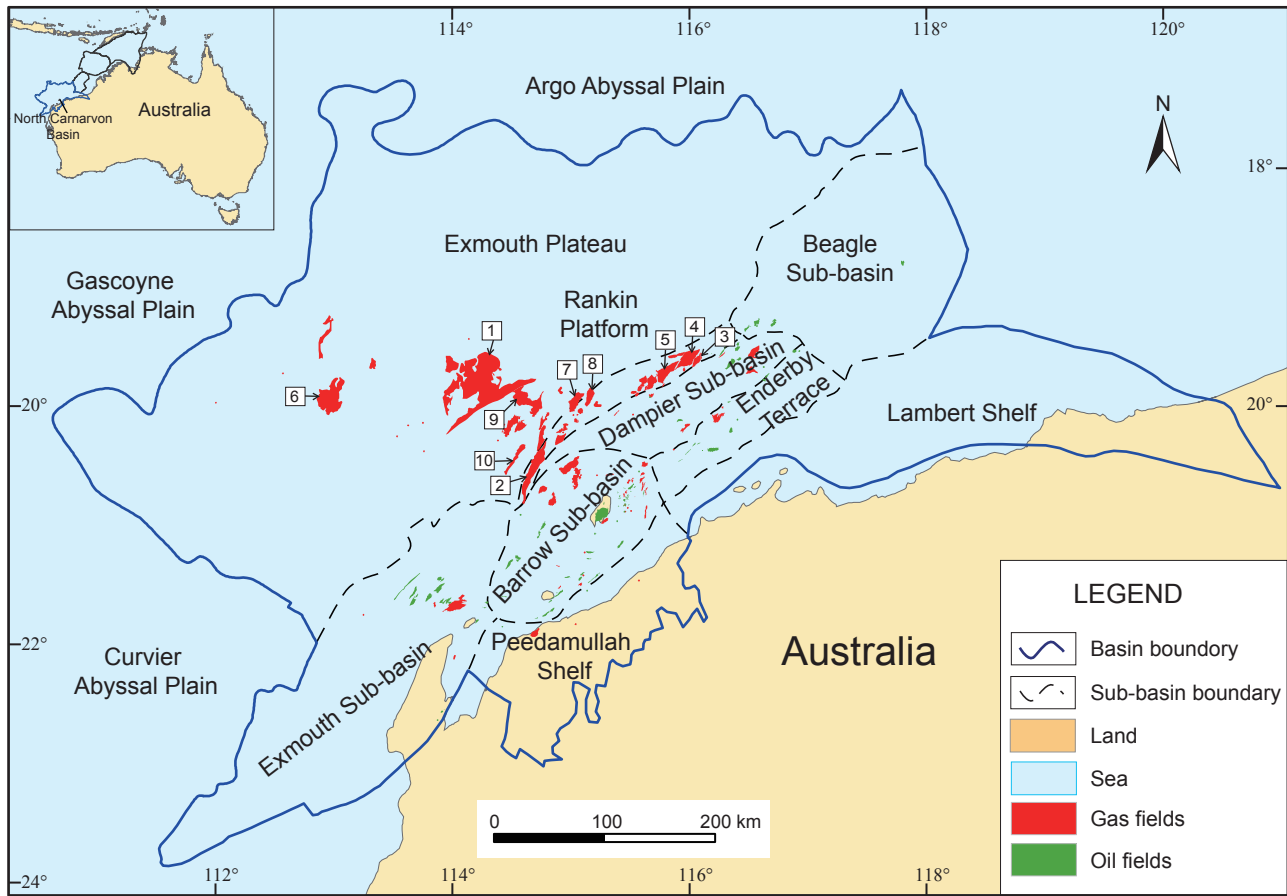 114°
116°
118°
120°
Australia
North Carnarvon
Basin
Argo Abyssal Plain
N
18°
18°
Exmouth Plateau
Beagle
Sub-basin
Gascoyne
Abyssal Plain
Rankin
Platform
1
5
4
3
7
8
6
9
10
2
Dampier Sub-basin
Enderby
Terrace
20°
20°
Lambert Shelf
Barrow Sub-basin
22°
Curvier
Abyssal Plain
Exmouth Sub-basin
Peedamullah
Shelf
Australia
LEGEND
Basin boundory
Sub-basin boundary
Land
Sea
Gas fields
Oil fields
0
100
200 km
22°
24°
112°
114°
116°
118°